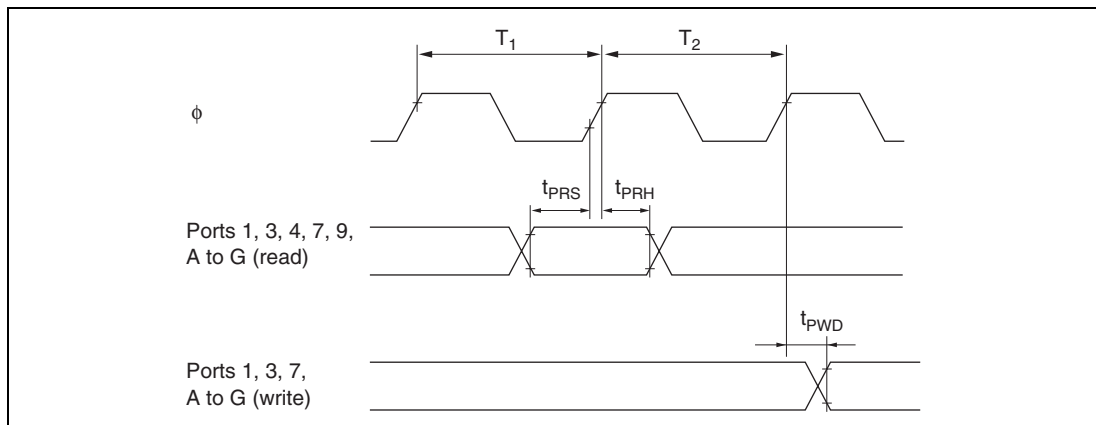 T1 T2
ϕ
tPRS tPRH
Ports 1, 3, 4, 7, 9,
A to G (read)
tPWD
Ports 1, 3, 7,
A to G (write)